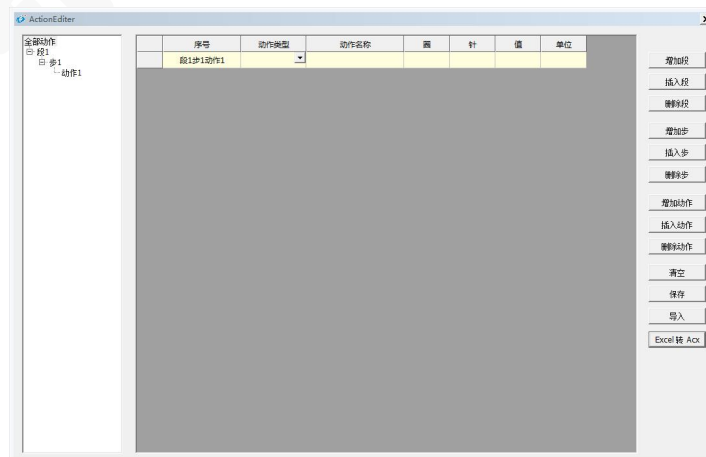 ActionEditer
全部动作
段1
步1
动作1
序号 动作类型 动作名称 圈 针 值 单位
段1步1动作1
增加段
插入段
删除段
增加步
插入步
删除步
增加动作
插入动作
删除动作
清空
保存
导入
Excel 转 Acx